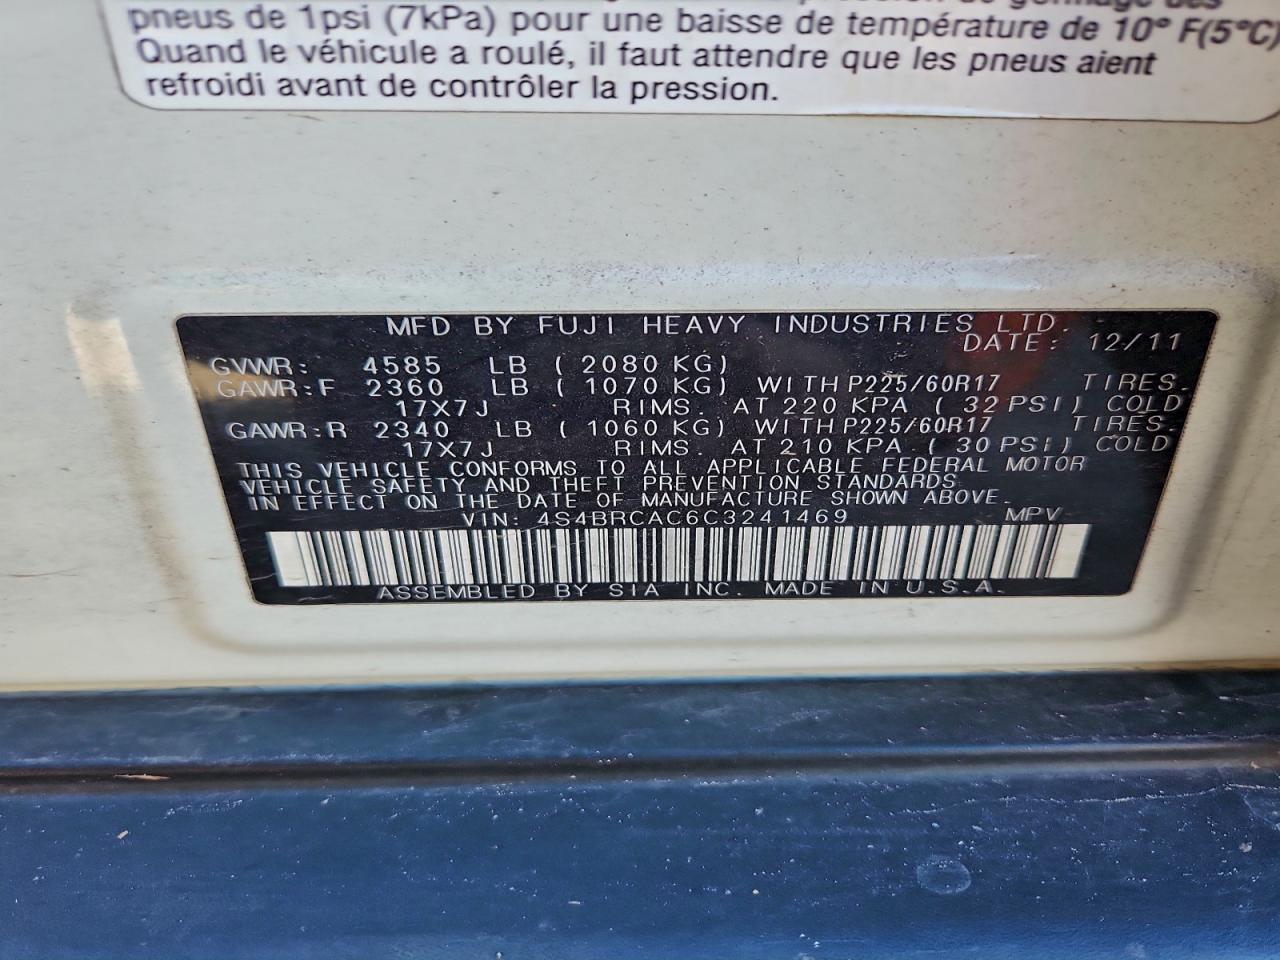 pneus de 1psi (7kPa) pour une baisse de température de 10° F(5°C)
Quand le véhicule a roulé, il faut attendre que les pneus aient
refroidi avant de contrôler la pression.
MFD BY FUJI HEAVY INDUSTRIES LTD.
DATE: 12/11
GVWR: 4585 LB ( 2080 KG)
GAWR:F 2360 LB ( 1070 KG) WITH P225/60R17 TIRES.
17X7J RIMS. AT 220 KPA ( 32 PSI) COLD
GAWR:R 2340 LB ( 1060 KG) WITH P225/60R17 TIRES.
17X7J RIMS. AT 210 KPA ( 30 PSI) COLD
THIS VEHICLE CONFORMS TO ALL APPLICABLE FEDERAL MOTOR
VEHICLE SAFETY AND THEFT PREVENTION STANDARDS
IN EFFECT ON THE DATE OF MANUFACTURE SHOWN ABOVE.
VIN: 4S4BRCAC6C3241469 MPV
ASSEMBLED BY SIA INC. MADE IN U.S.A.